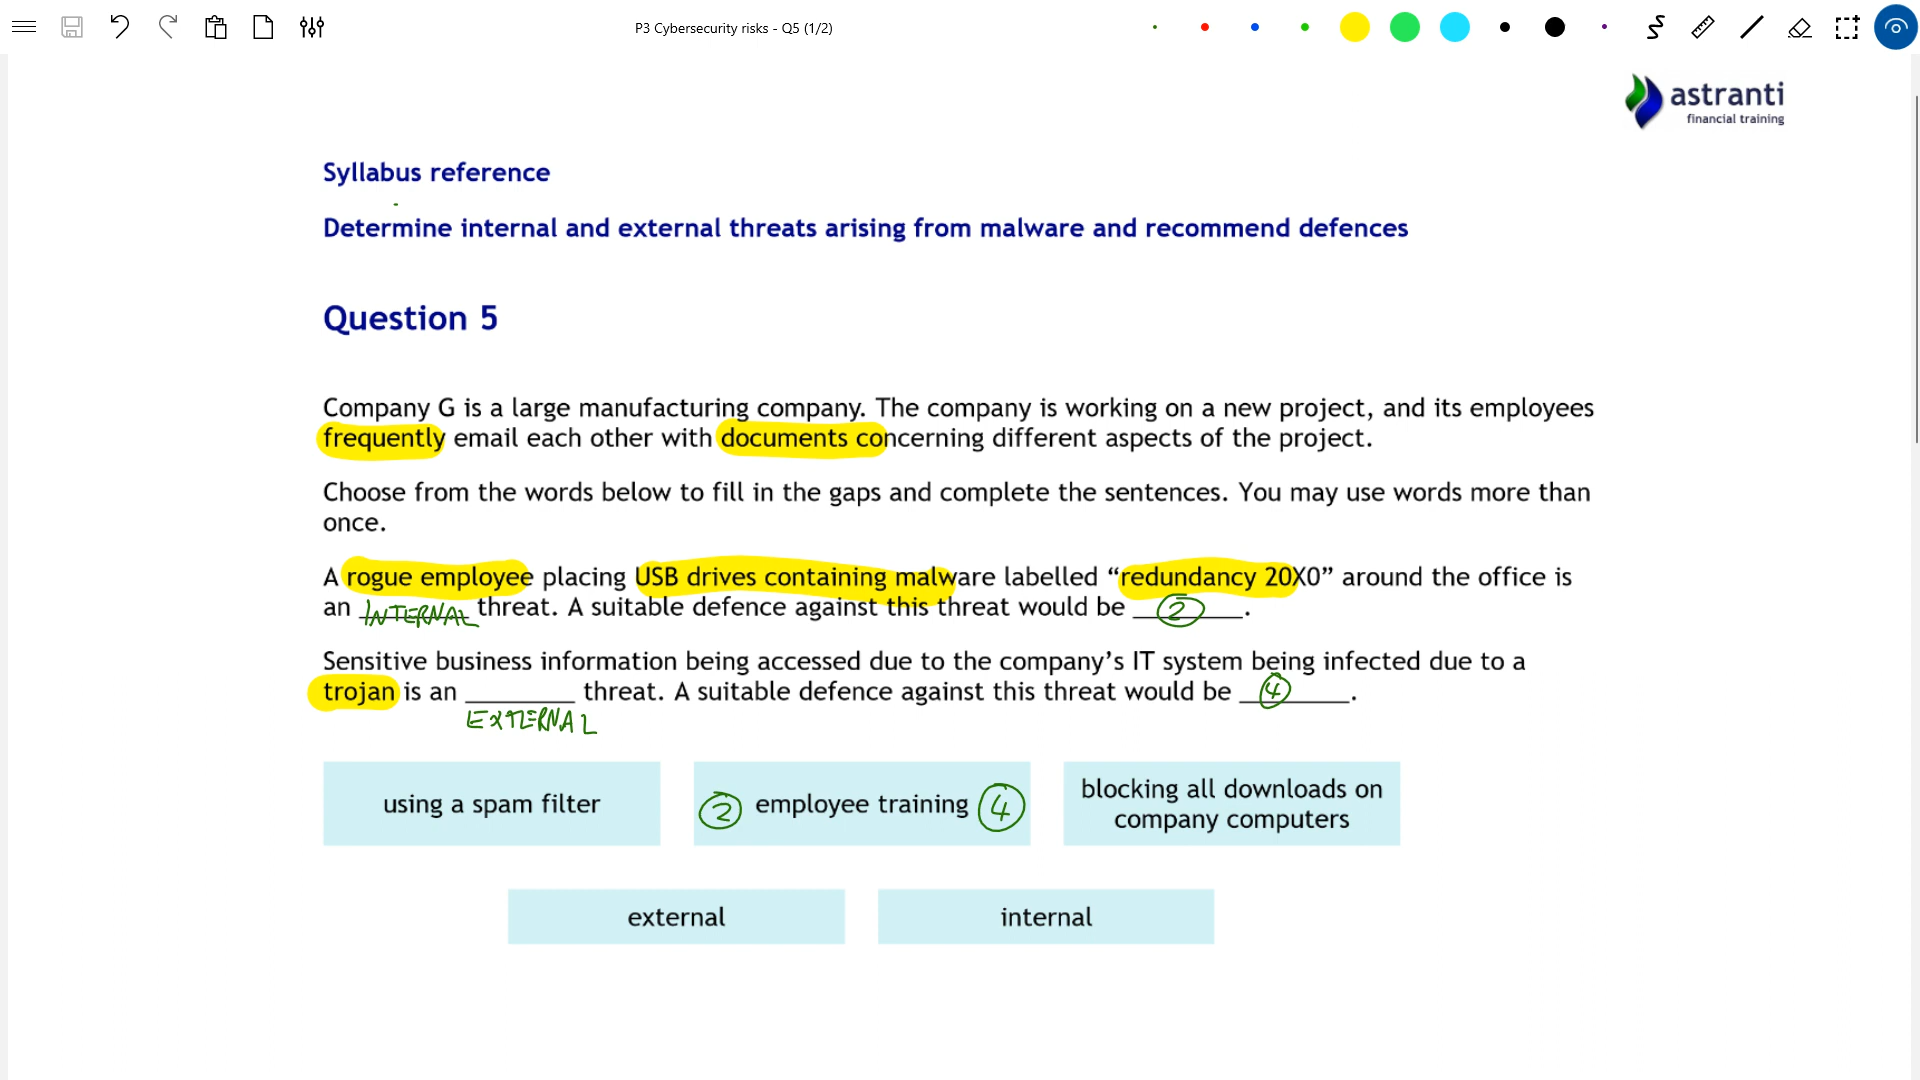 P3 Cybersecurity risks - Q5 (1/2)
astranti
financial training
Syllabus reference
Determine internal and external threats arising from malware and recommend defences
Question 5
Company G is a large manufacturing company. The company is working on a new project, and its employees
frequently email each other with documents concerning different aspects of the project.
Choose from the words below to fill in the gaps and complete the sentences. You may use words more than
once.
A rogue employee placing USB drives containing malware labelled “redundancy 20X0” around the office is
an INTERNAL threat. A suitable defence against this threat would be 2.
Sensitive business information being accessed due to the company’s IT system being infected due to a
trojan is an ________ threat. A suitable defence against this threat would be 4.
EXTERNAL
using a spam filter
2 employee training 4
blocking all downloads on
company computers
external
internal